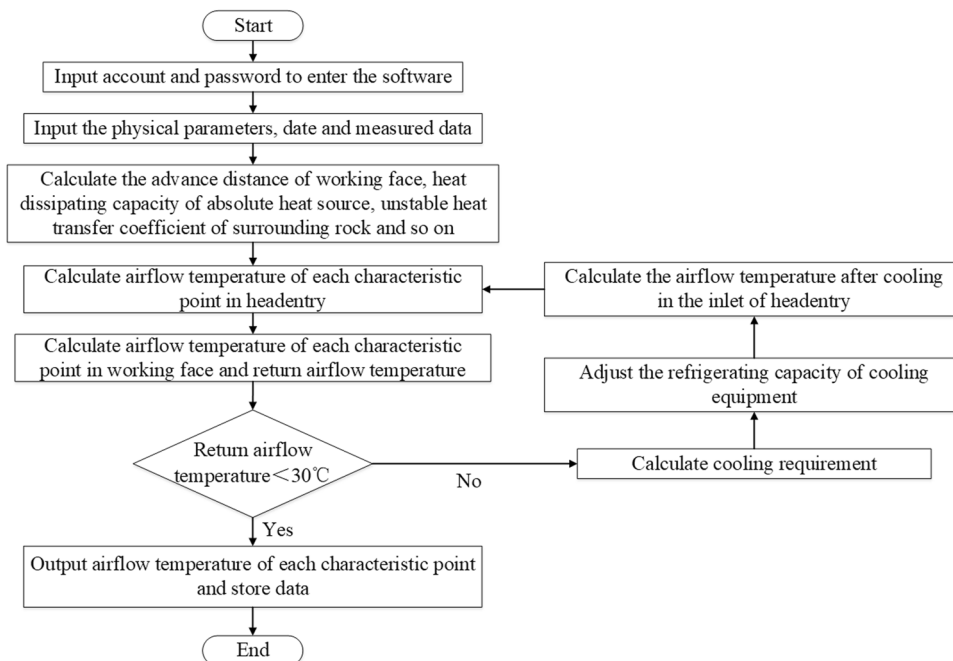 Start
Input account and password to enter the software
Input the physical parameters, date and measured data
Calculate the advance distance of working face, heat
dissipating capacity of absolute heat source, unstable heat
transfer coefficient of surrounding rock and so on
Calculate airflow temperature of each characteristic
point in headentry
Calculate airflow temperature of each characteristic
point in working face and return airflow temperature
Return airflow
temperature＜30℃
No
Yes
Calculate cooling requirement
Adjust the refrigerating capacity of cooling
equipment
Calculate the airflow temperature after cooling
in the inlet of headentry
Output airflow temperature of each characteristic point
and store data
End